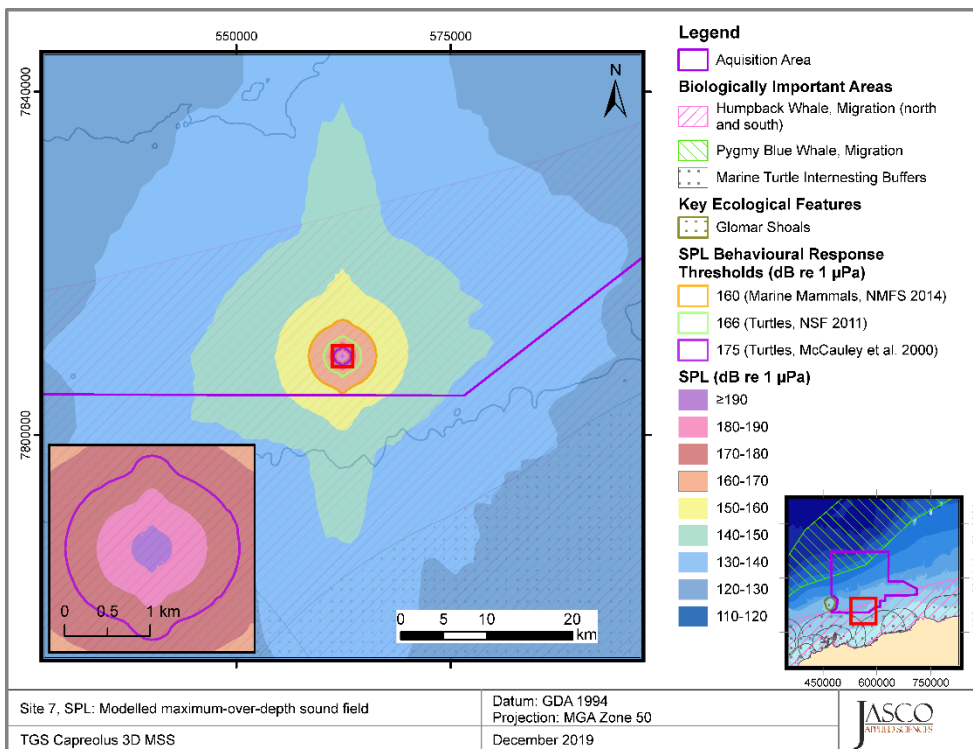 550000 575000
7840000
7800000
N
0 0.5 1 km
0 5 10 20
km
Legend
Aquisition Area
Biologically Important Areas
Humpback Whale, Migration (north
and south)
Pygmy Blue Whale, Migration
Marine Turtle Internesting Buffers
Key Ecological Features
Glomar Shoals
SPL Behavioural Response
Thresholds (dB re 1 µPa)
160 (Marine Mammals, NMFS 2014)
166 (Turtles, NSF 2011)
175 (Turtles, McCauley et al. 2000)
SPL (dB re 1 µPa)
≥190
180-190
170-180
160-170
150-160
140-150
130-140
120-130
110-120
450000 600000 750000
Site 7, SPL: Modelled maximum-over-depth sound field
TGS Capreolus 3D MSS
Datum: GDA 1994
Projection: MGA Zone 50
December 2019
JASCO
APPLIED SCIENCES